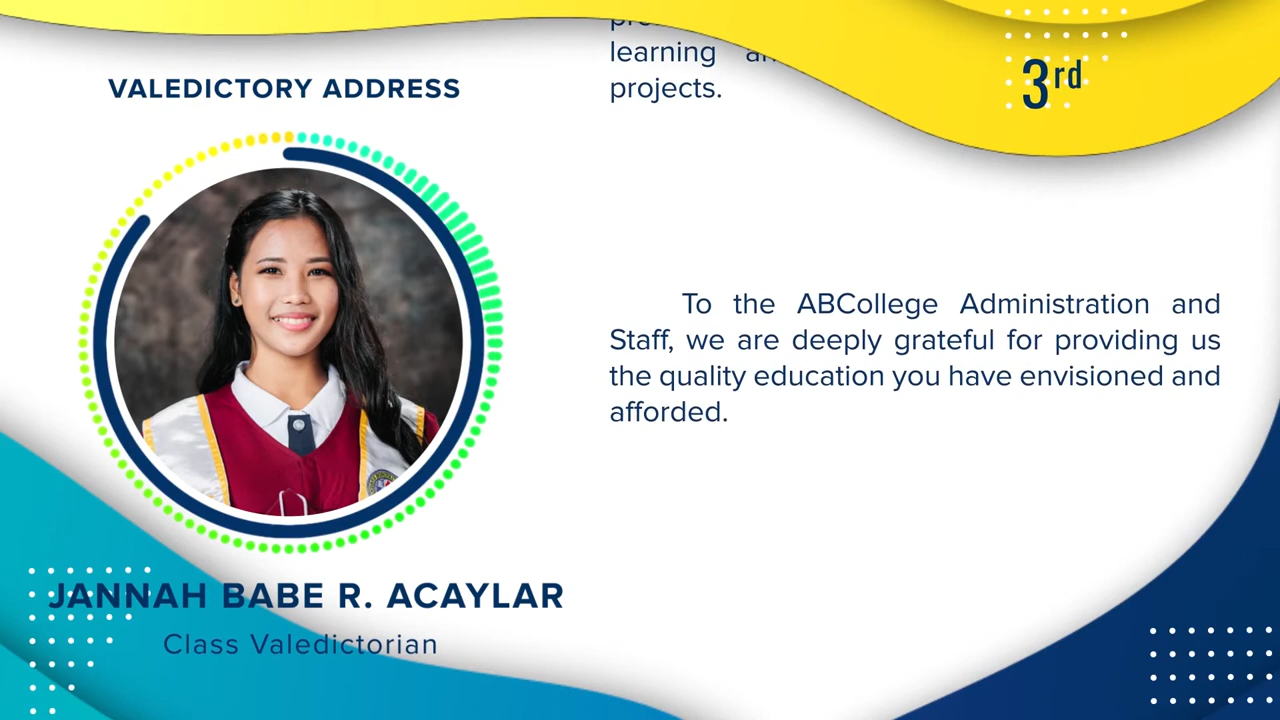 VALEDICTORY ADDRESS
JANNAH BABE R. ACAYLAR
Class Valedictorian
learning
projects.
3rd
To the ABCollege Administration and
Staff, we are deeply grateful for providing us
the quality education you have envisioned and
afforded.